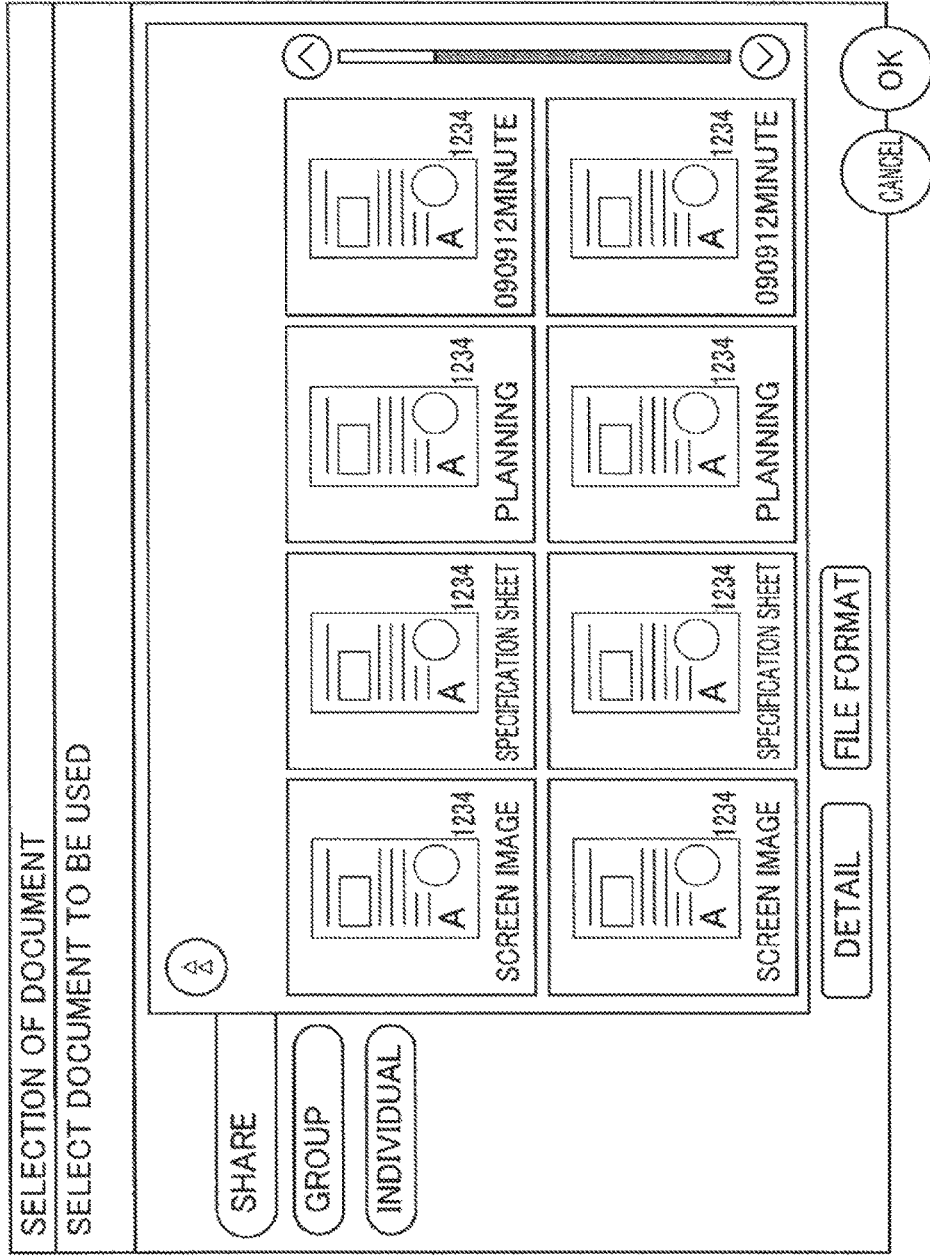 SELECTION OF DOCUMENT
SELECT DOCUMENT TO BE USED
SHARE
GROUP
INDIVIDUAL
A 1234
SCREEN IMAGE
A 1234
SPECIFICATION SHEET
A 1234
PLANNING
A 1234
090912MINUTE
A 1234
SCREEN IMAGE
A 1234
SPECIFICATION SHEET
A 1234
PLANNING
A 1234
090912MINUTE
DETAIL
FILE FORMAT
CANCEL
OK